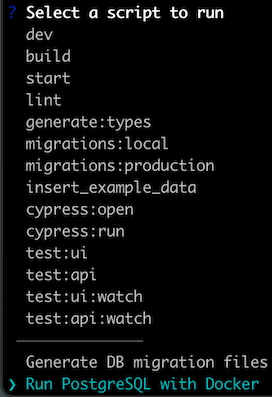 ? Select a script to run
dev
build
start
lint
generate:types
migrations:local
migrations:production
insert_example_data
cypress:open
cypress:run
test:ui
test:api
test:ui:watch
test:api:watch
──────────────
Generate DB migration files
❯ Run PostgreSQL with Docker